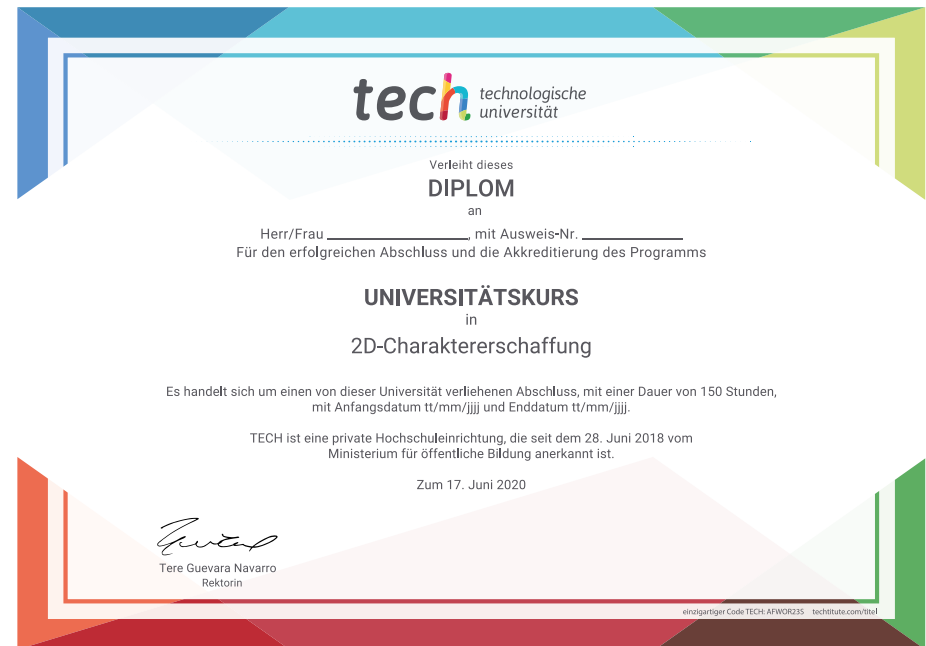 tech technologische
universität
Verleiht dieses
DIPLOM
an
Herr/Frau ____________________, mit Ausweis-Nr. ______________
Für den erfolgreichen Abschluss und die Akkreditierung des Programms
UNIVERSITÄTSKURS
in
2D-Charaktererschaffung
Es handelt sich um einen von dieser Universität verliehenen Abschluss, mit einer Dauer von 150 Stunden,
mit Anfangsdatum tt/mm/jjjj und Enddatum tt/mm/jjjj.
TECH ist eine private Hochschuleinrichtung, die seit dem 28. Juni 2018 vom
Ministerium für öffentliche Bildung anerkannt ist.
Zum 17. Juni 2020
Tere Guevara Navarro
Rektorin
einzigartiger Code TECH: AFWOR23S techtitute.com/titel